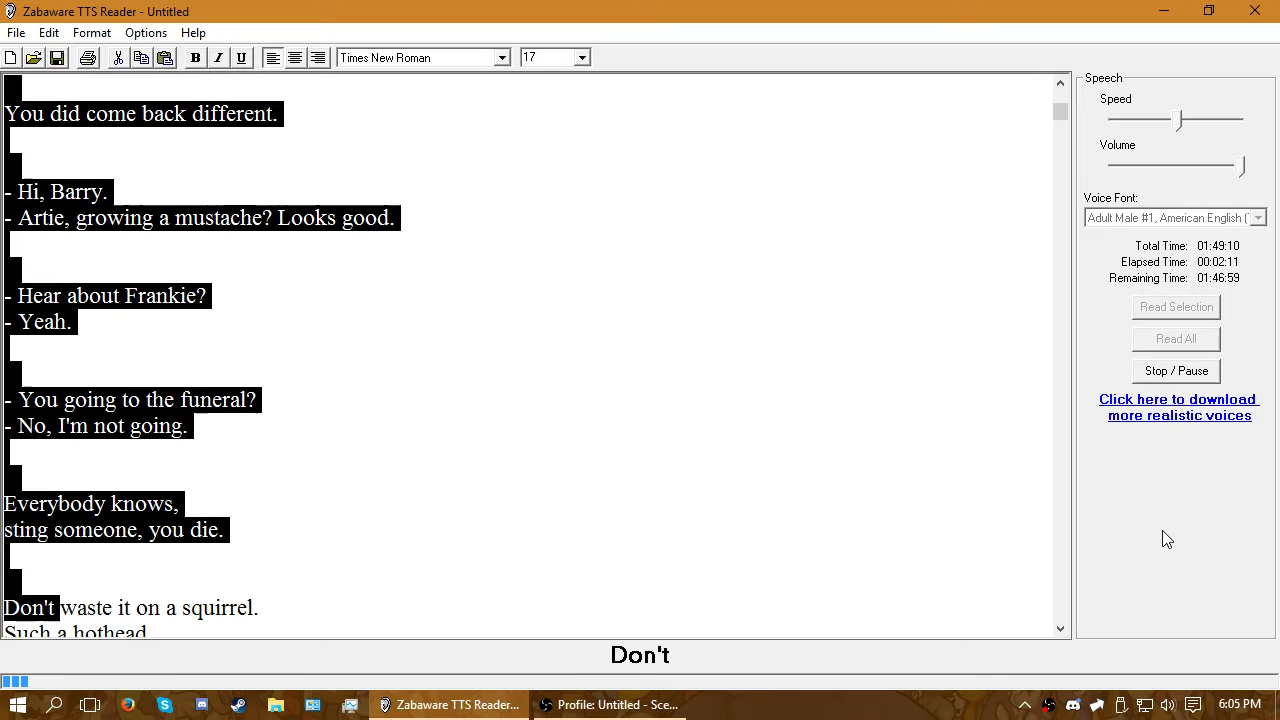 Zabaware TTS Reader - Untitled
File Edit Format Options Help
B I U Times New Roman 17
You did come back different.
- Hi, Barry.
- Artie, growing a mustache? Looks good.
- Hear about Frankie?
- Yeah.
- You going to the funeral?
- No, I'm not going.
Everybody knows,
sting someone, you die.
Don't waste it on a squirrel.
Such a hothead.
Speech
Speed
Volume
Voice Font:
Adult Male #1, American English (
Total Time: 01:49:10
Elapsed Time: 00:02:11
Remaining Time: 01:46:59
Read Selection
Read All
Stop / Pause
Click here to download
more realistic voices
Don't
Zabaware TTS Reader... Profile: Untitled - Sce... 6:05 PM